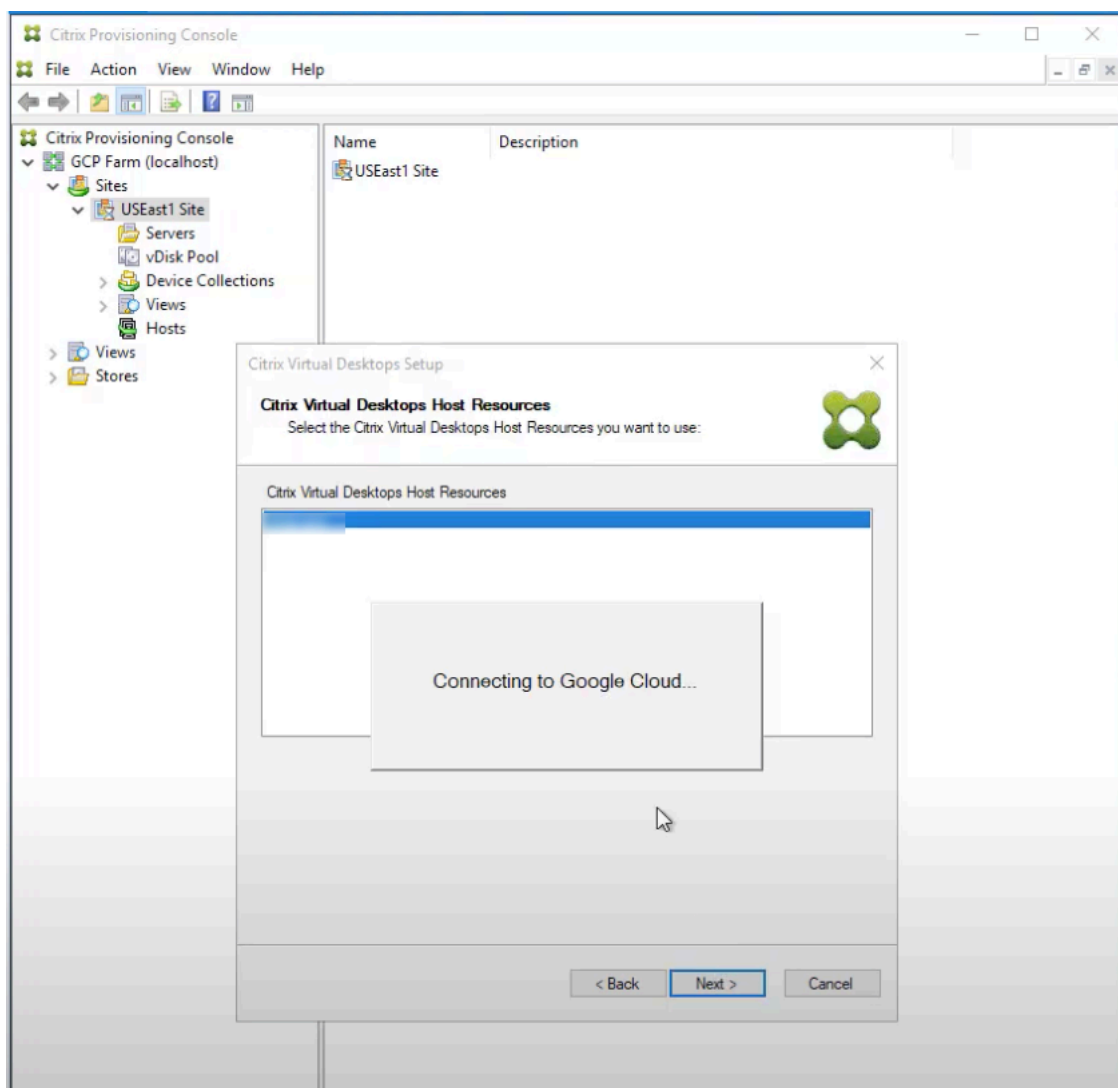 Citrix Provisioning Console
File Action View Window Help
Citrix Provisioning Console
GCP Farm (localhost)
Sites
USEast1 Site
Servers
vDisk Pool
Device Collections
Views
Hosts
Views
Stores
Name Description
USEast1 Site
Citrix Virtual Desktops Setup
Citrix Virtual Desktops Host Resources
Select the Citrix Virtual Desktops Host Resources you want to use:
Citrix Virtual Desktops Host Resources
Connecting to Google Cloud...
< Back Next > Cancel